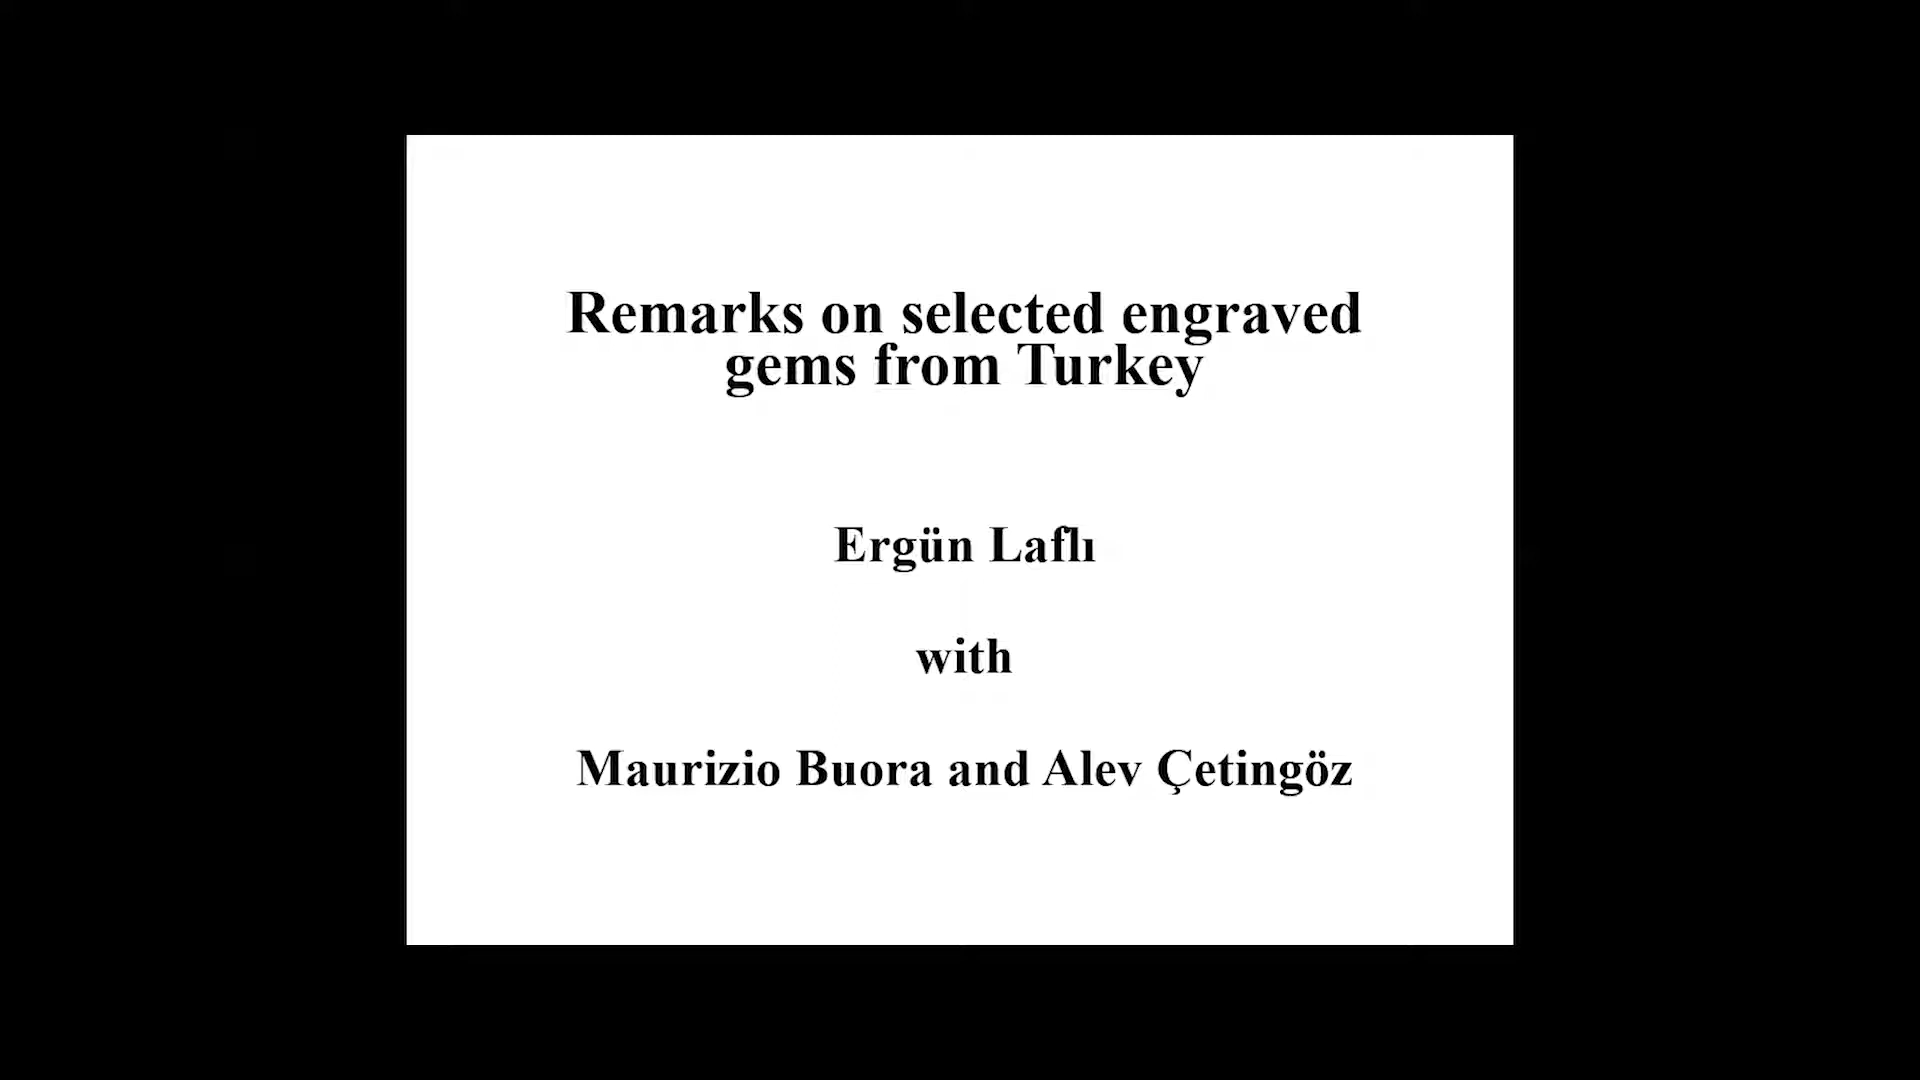 Remarks on selected engraved
gems from Turkey
Ergün Laflı
with
Maurizio Buora and Alev Çetingöz